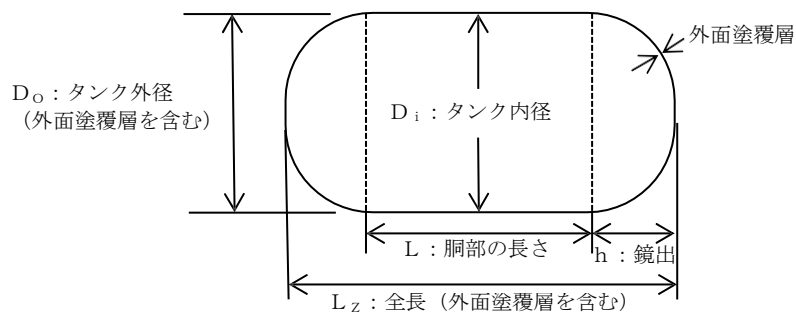 外面塗覆層
Ｄₒ：タンク外径
（外面塗覆層を含む）
Ｄᵢ：タンク内径
Ｌ：胴部の長さ
ｈ：鏡出
Ｌ₂：全長（外面塗覆層を含む）